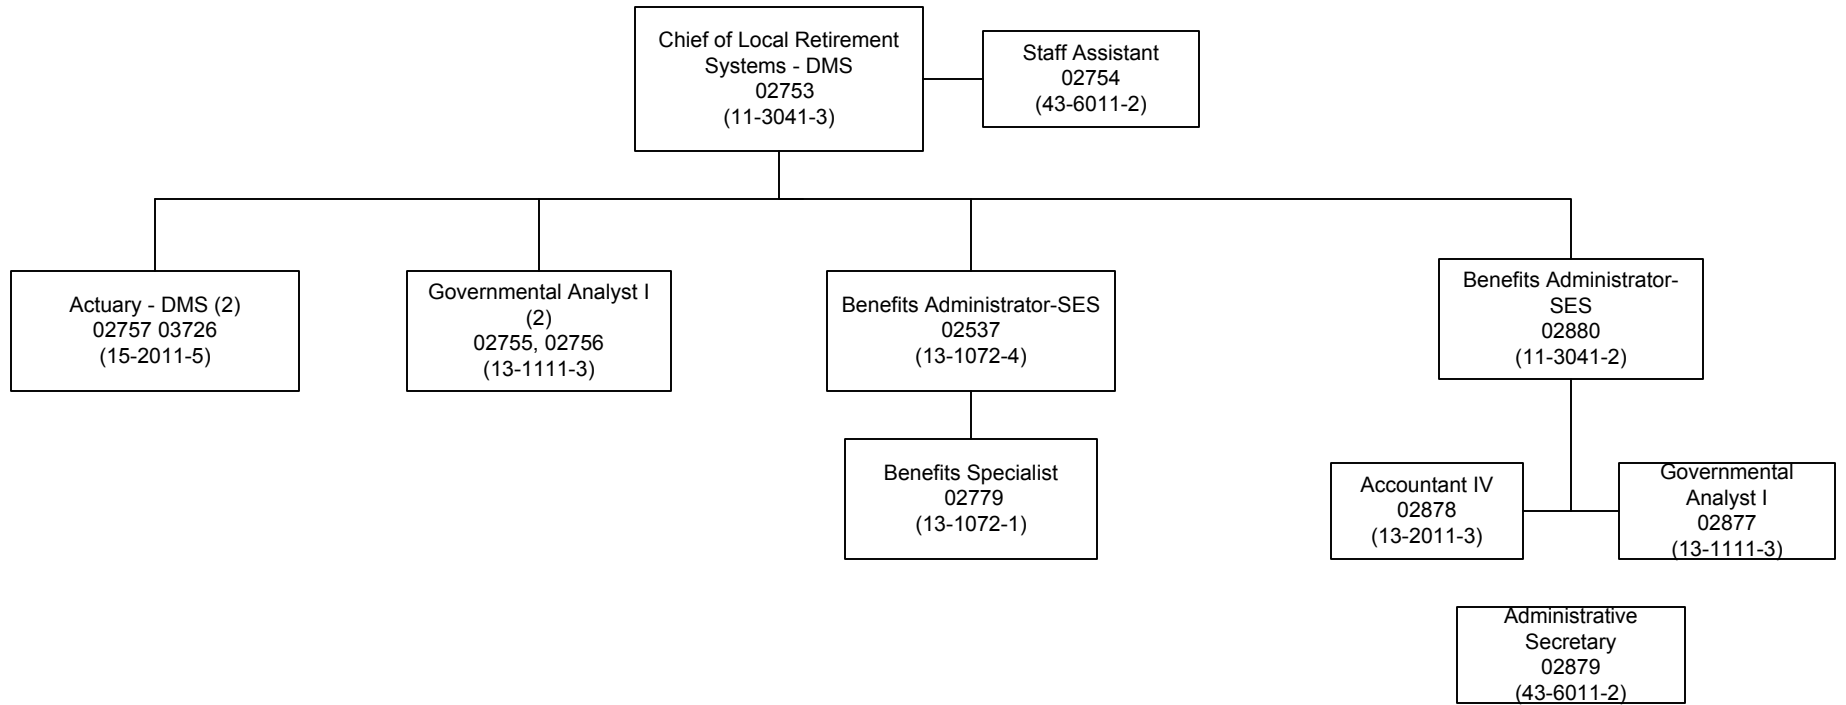 Chief of Local Retirement
Systems - DMS
02753
(11-3041-3)
Staff Assistant
02754
(43-6011-2)
Actuary - DMS (2)
02757 03726
(15-2011-5)
Governmental Analyst I
(2)
02755, 02756
(13-1111-3)
Benefits Administrator-SES
02537
(13-1072-4)
Benefits Administrator-
SES
02880
(11-3041-2)
Benefits Specialist
02779
(13-1072-1)
Accountant IV
02878
(13-2011-3)
Governmental
Analyst I
02877
(13-1111-3)
Administrative
Secretary
02879
(43-6011-2)